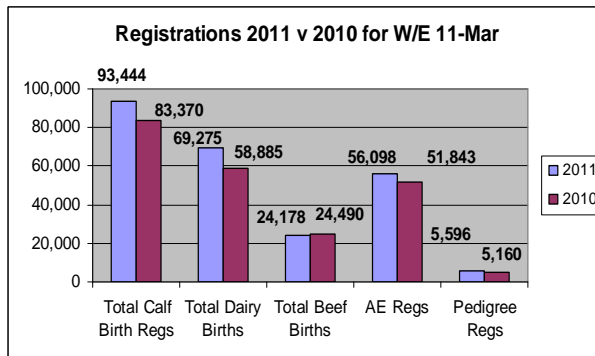 Registrations 2011 v 2010 for W/E 11-Mar
100,000
80,000
60,000
40,000
20,000
0
93,444
83,370
69,275
58,885
24,178
24,490
56,098
51,843
5,596
5,160
Total Calf
Birth Regs
Total Dairy
Births
Total Beef
Births
AE Regs
Pedigree
Regs
2011
2010